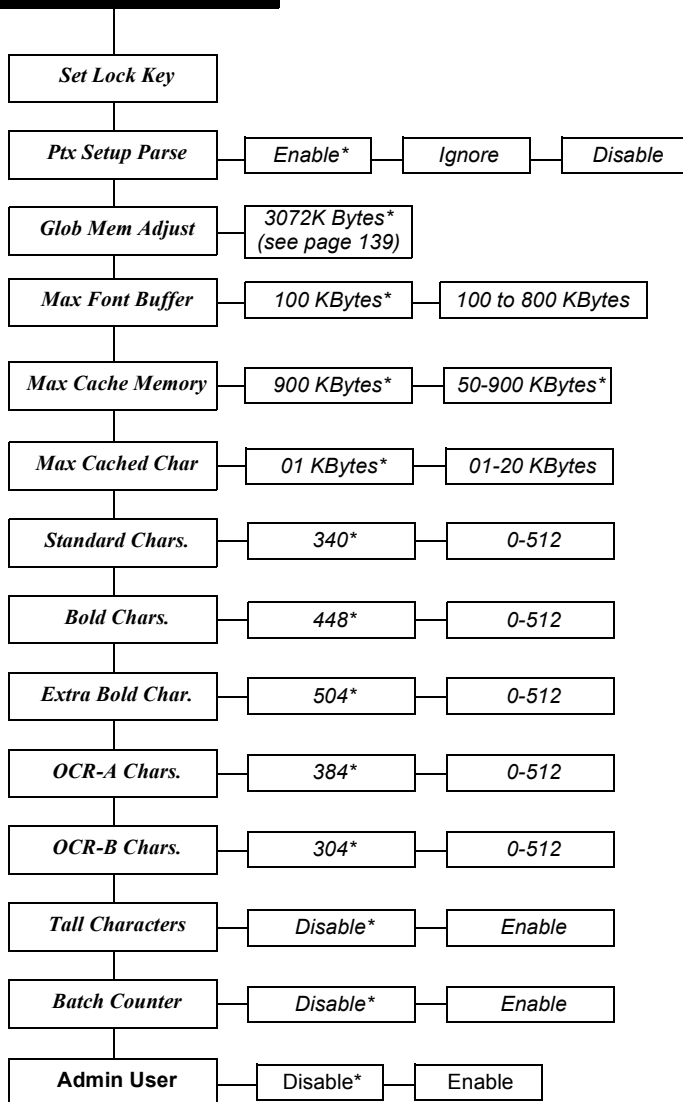 Set Lock Key
Ptx Setup Parse Enable* Ignore Disable
Glob Mem Adjust 3072K Bytes*
(see page 139)
Max Font Buffer 100 KBytes* 100 to 800 KBytes
Max Cache Memory 900 KBytes* 50-900 KBytes*
Max Cached Char 01 KBytes* 01-20 KBytes
Standard Chars. 340* 0-512
Bold Chars. 448* 0-512
Extra Bold Char. 504* 0-512
OCR-A Chars. 384* 0-512
OCR-B Chars. 304* 0-512
Tall Characters Disable* Enable
Batch Counter Disable* Enable
Admin User Disable* Enable